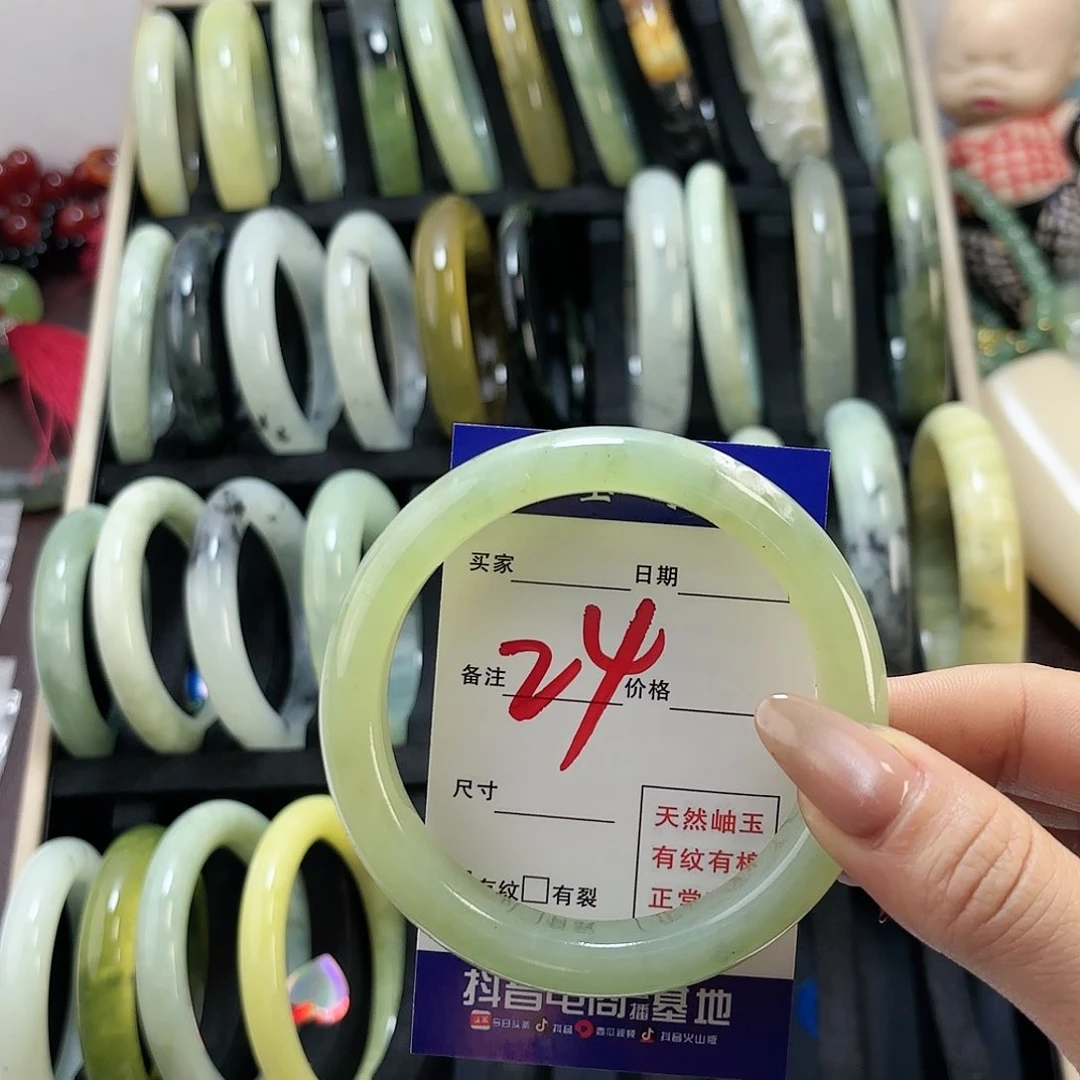 买家 日期
24
备注 价格
尺寸
天然岫玉
有纹有棉
正常
有纹□有裂
抖音电商直播基地
今日头条 抖音 西瓜视频 抖音火山版